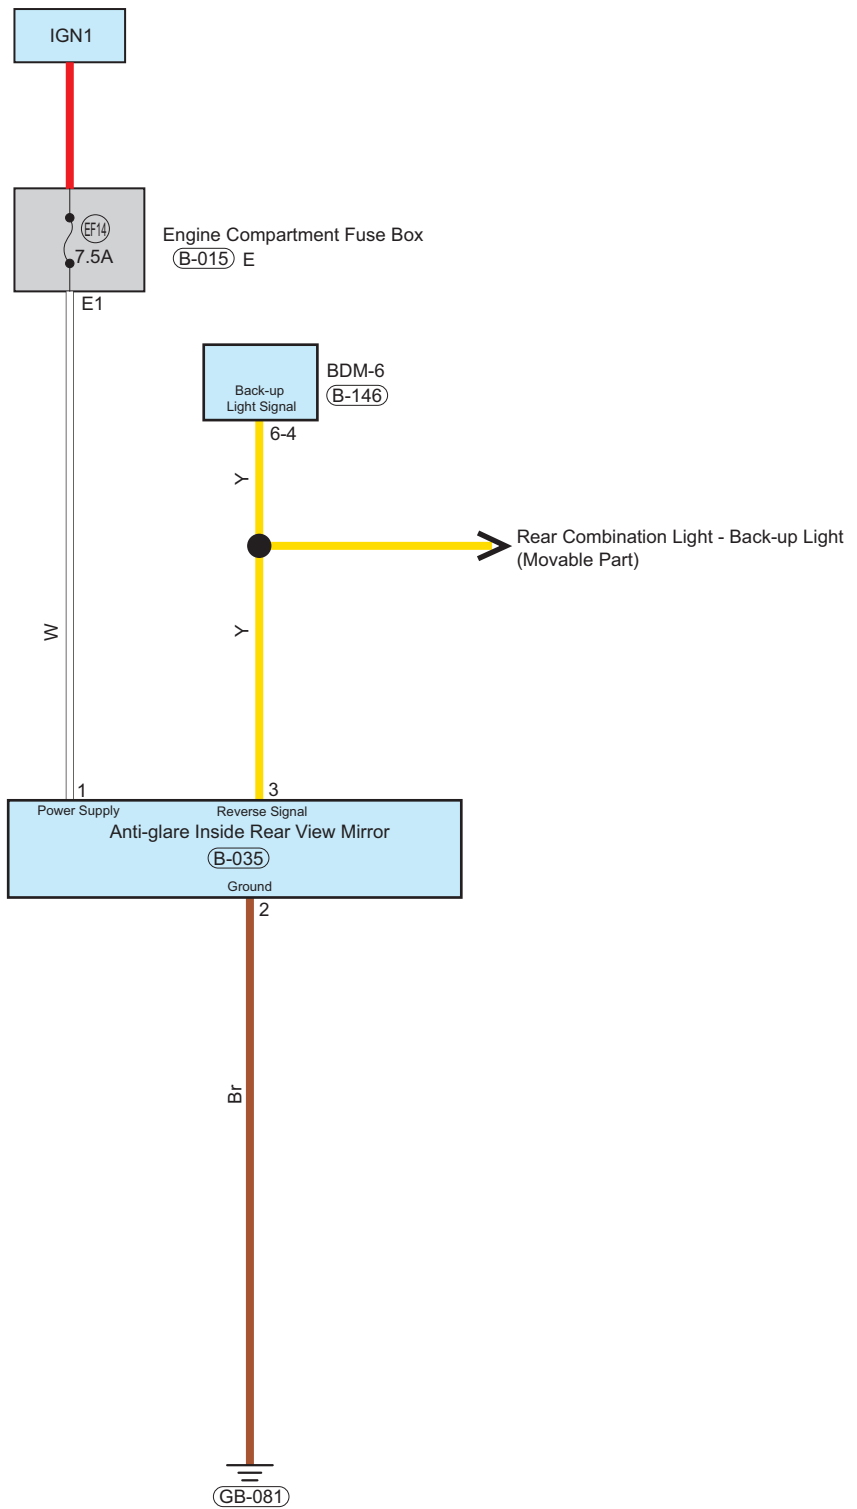 IGN1
EF14
7.5A
Engine Compartment Fuse Box
B-015 E
E1
BDM-6
B-146
Back-up
Light Signal
6-4
Y
Rear Combination Light - Back-up Light
(Movable Part)
W
Y
1
3
Power Supply
Reverse Signal
Anti-glare Inside Rear View Mirror
B-035
Ground
2
Br
GB-081